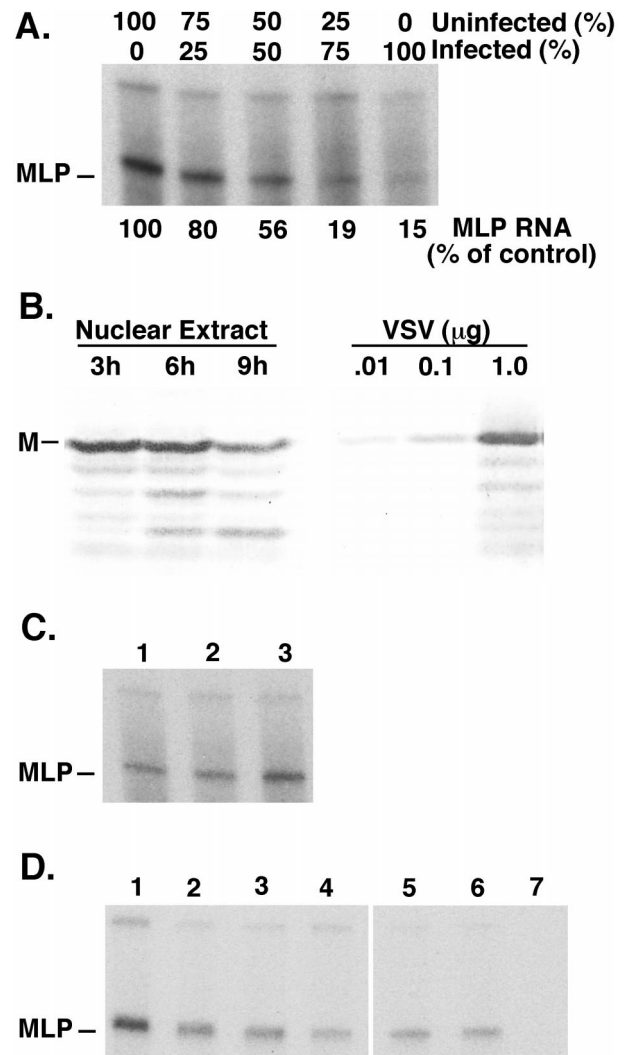 A.
100 75 50 25 0 Uninfected (%)
0 25 50 75 100 Infected (%)
MLP –
100 80 56 19 15 MLP RNA
(% of control)
B.
Nuclear Extract VSV (μg)
3h 6h 9h .01 0.1 1.0
M–
C.
1 2 3
MLP –
D.
1 2 3 4 5 6 7
MLP –